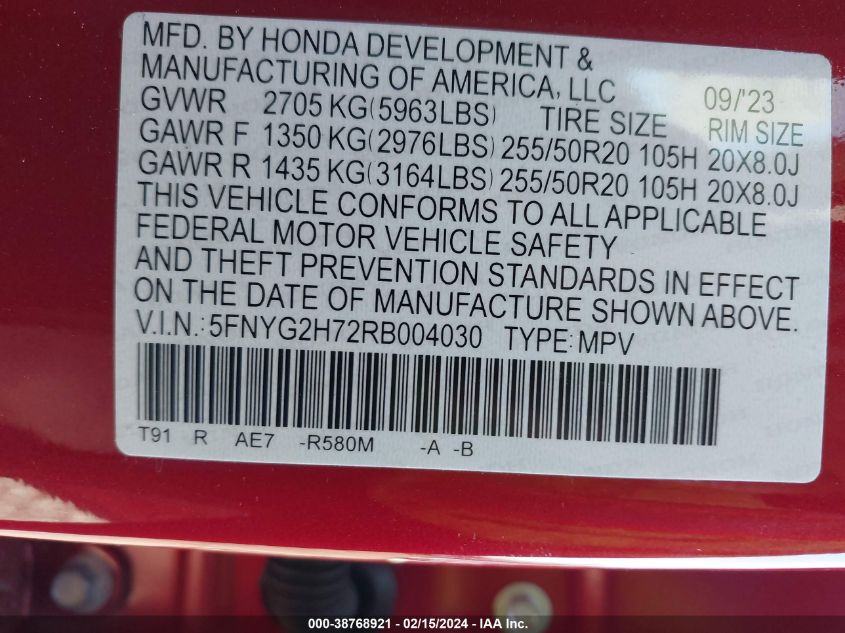 MFD. BY HONDA DEVELOPMENT &
MANUFACTURING OF AMERICA, LLC 09/'23
GVWR 2705 KG(5963LBS) TIRE SIZE RIM SIZE
GAWR F 1350 KG(2976LBS) 255/50R20 105H 20X8.0J
GAWR R 1435 KG(3164LBS) 255/50R20 105H 20X8.0J
THIS VEHICLE CONFORMS TO ALL APPLICABLE
FEDERAL MOTOR VEHICLE SAFETY
AND THEFT PREVENTION STANDARDS IN EFFECT
ON THE DATE OF MANUFACTURE SHOWN ABOVE.
V.I.N.: 5FNYG2H72RB004030 TYPE: MPV
T91 R AE7 -R580M -A -B
000-38768921 - 02/15/2024 - IAA Inc.